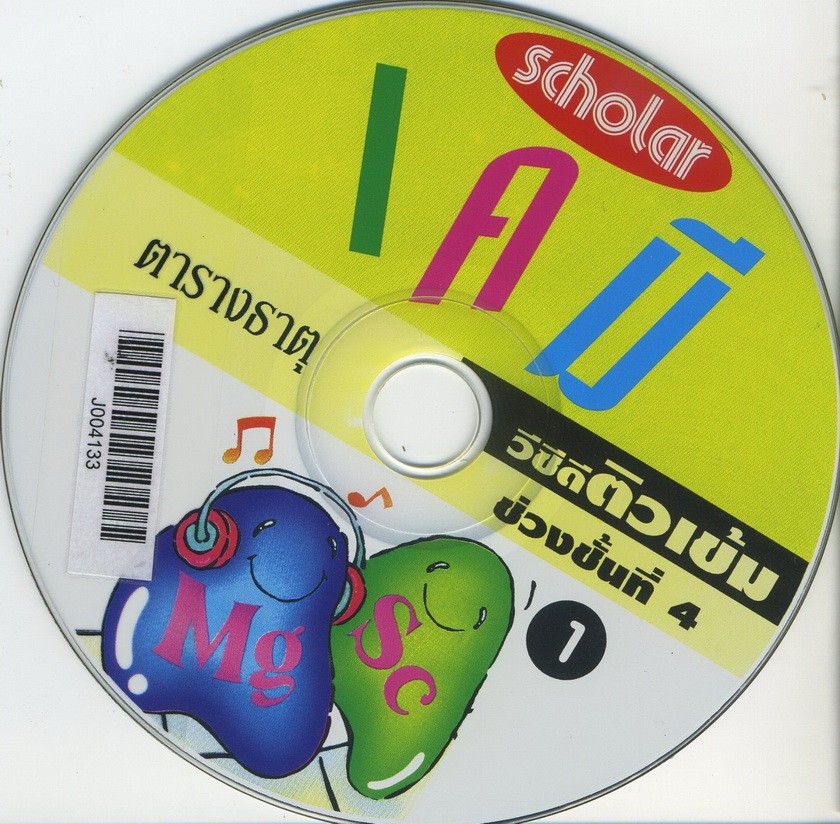 scholar
เคมี
ตารางธาตุ
วีซีดีติวเข้ม
ช่วงชั้นที่ 4
1
J004133
Mg
Sc